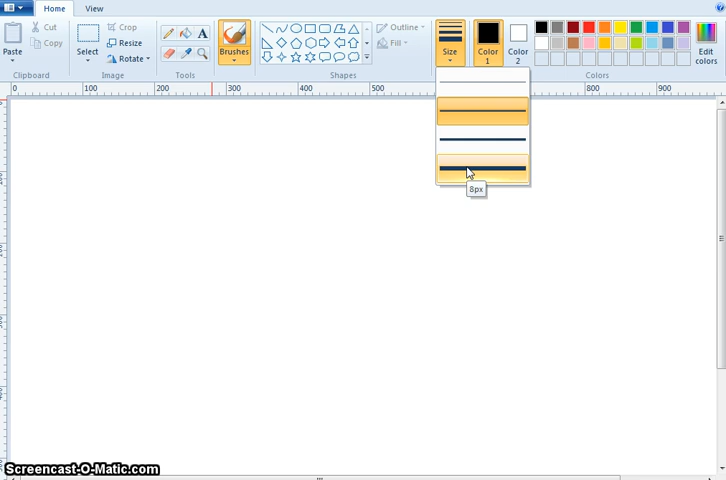 Home View
Paste
Cut
Copy
Clipboard
Select
Crop
Resize
Rotate
Image
Tools
Brushes
Shapes
Outline
Fill
Size
Color 1
Color 2
Edit colors
Colors
0 100 200 300 400 500 800 900
8px
Screencast-O-Matic.com